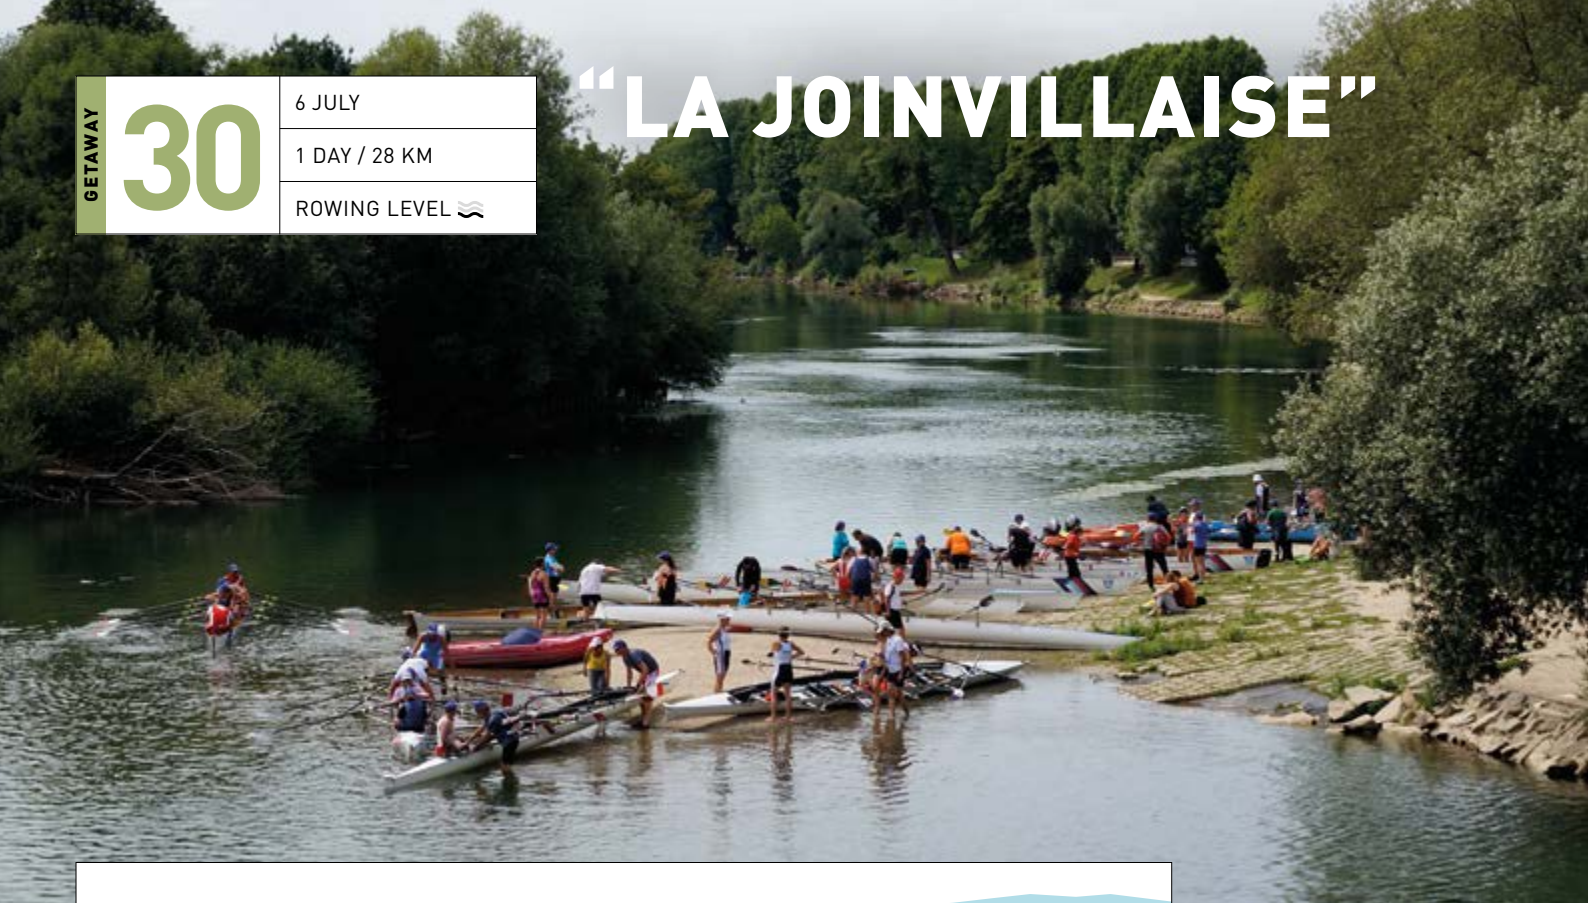 GETAWAY
30
6 JULY
1 DAY / 28 KM
ROWING LEVEL
“LA JOINVILLAISE”